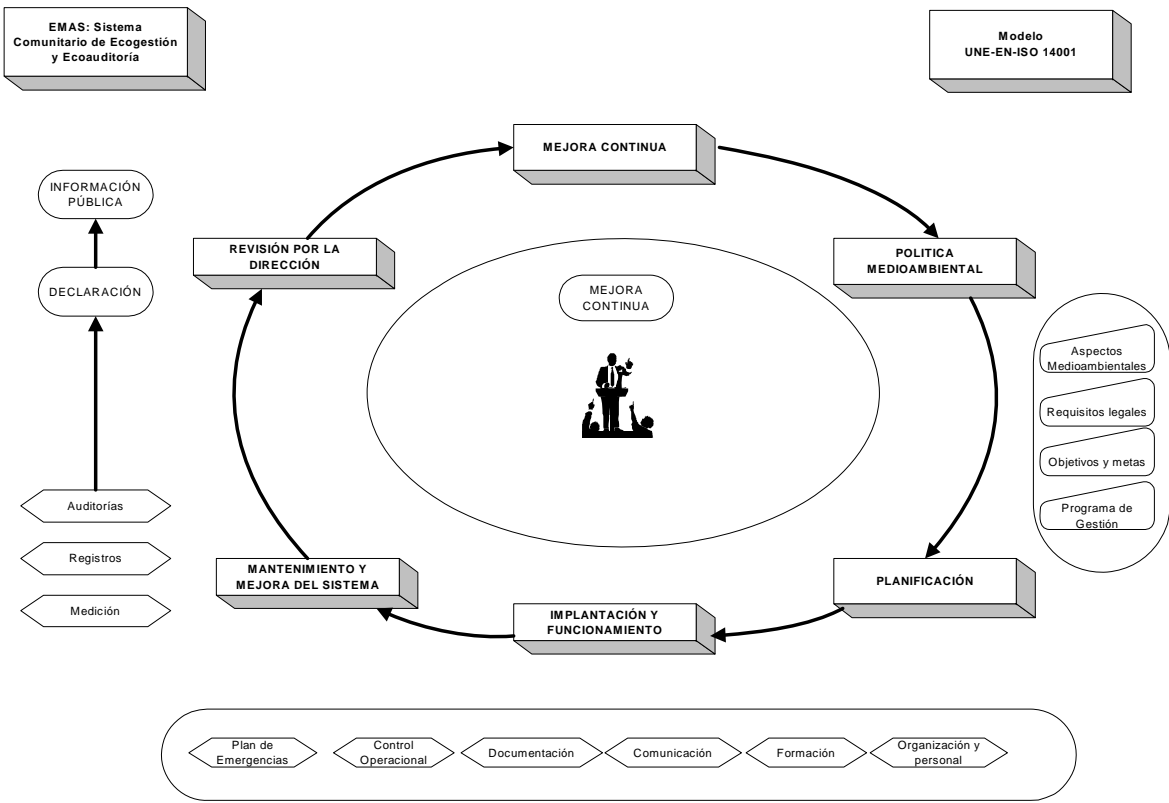 EMAS: Sistema
Comunitario de Ecogestión
y Ecoauditoría
Modelo
UNE-EN-ISO 14001
MEJORA CONTINUA
INFORMACIÓN
PÚBLICA
REVISIÓN POR LA
DIRECCIÓN
POLITICA
MEDIOAMBIENTAL
DECLARACIÓN
MEJORA
CONTINUA
Aspectos
Medioambientales
Requisitos legales
Objetivos y metas
Programa de
Gestión
Auditorías
Registros
Medición
MANTENIMIENTO Y
MEJORA DEL SISTEMA
PLANIFICACIÓN
IMPLANTACIÓN Y
FUNCIONAMIENTO
Plan de
Emergencias
Control
Operacional
Documentación
Comunicación
Formación
Organización y
personal